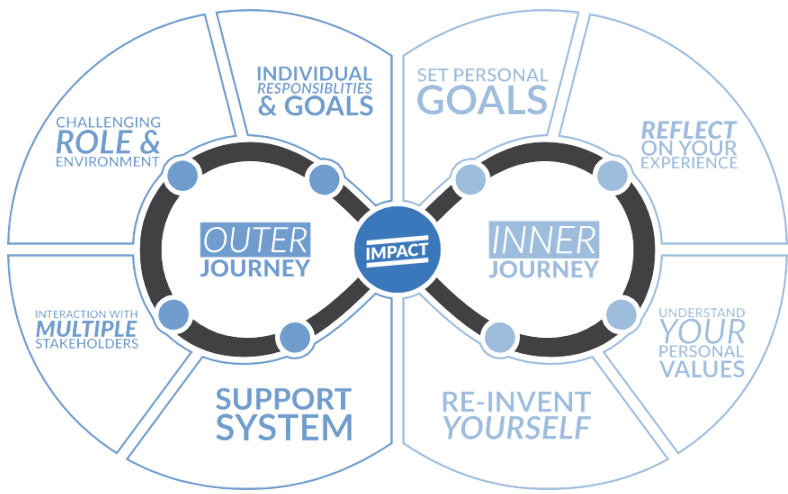 INDIVIDUAL
RESPONSIBLITIES
& GOALS
SET PERSONAL
GOALS
CHALLENGING
ROLE &
ENVIRONMENT
REFLECT
ON YOUR
EXPERIENCE
OUTER
JOURNEY
IMPACT
INNER
JOURNEY
INTERACTION WITH
MULTIPLE
STAKEHOLDERS
UNDERSTAND
YOUR
PERSONAL
VALUES
SUPPORT
SYSTEM
RE-INVENT
YOURSELF